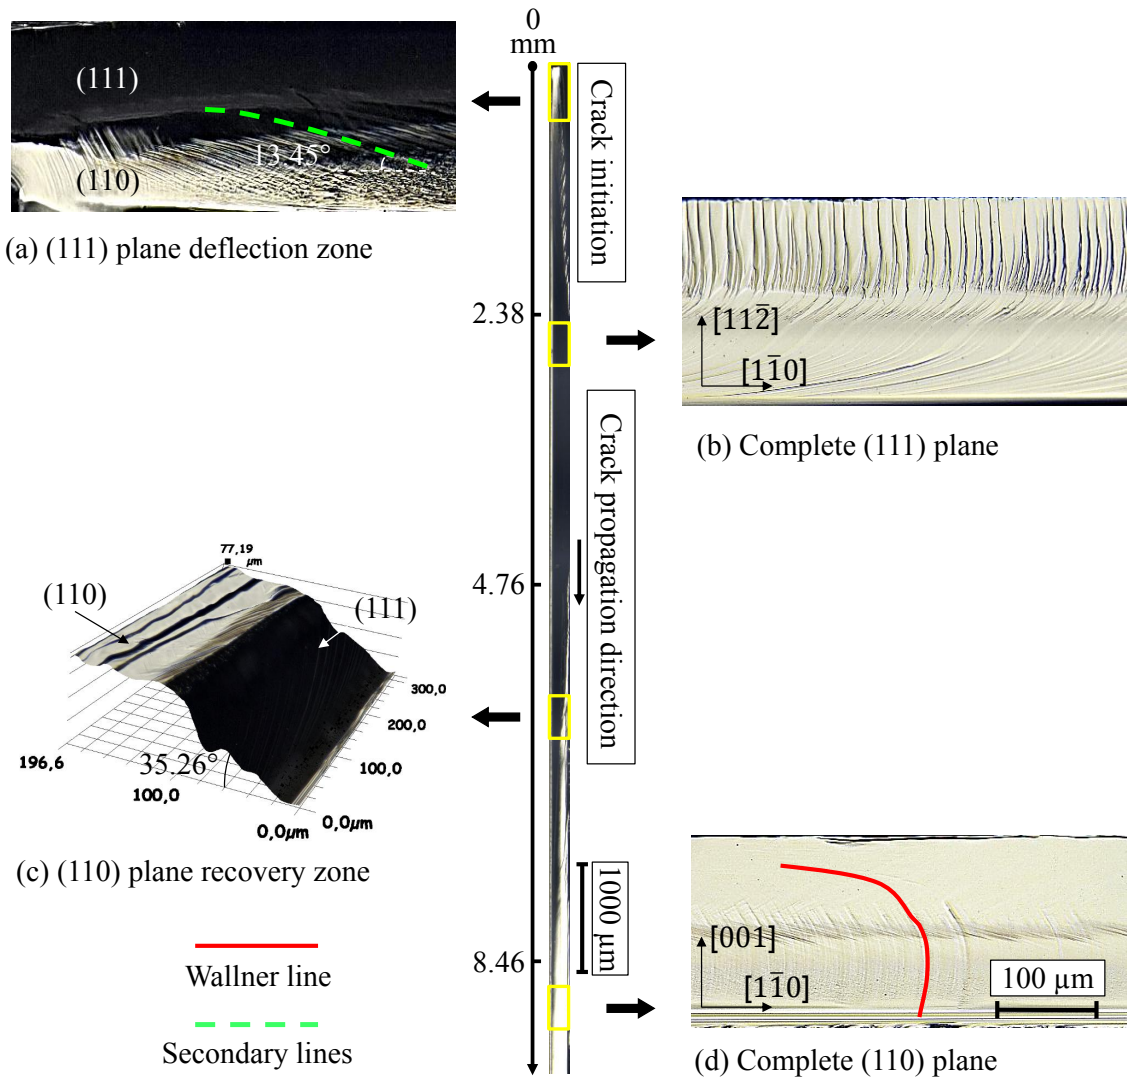 0
mm
(111)
13.45°
(110)
(a) (111) plane deflection zone
Crack initiation
2.38
[112̄]
[11̄0]
(b) Complete (111) plane
Crack propagation direction
4.76
77,19
µm
(110)
(111)
300,0
200,0
100,0
0,0µm
196,6
100,0
0,0µm
35.26°
(c) (110) plane recovery zone
1000 µm
8.46
Wallner line
Secondary lines
[001]
[11̄0]
100 µm
(d) Complete (110) plane